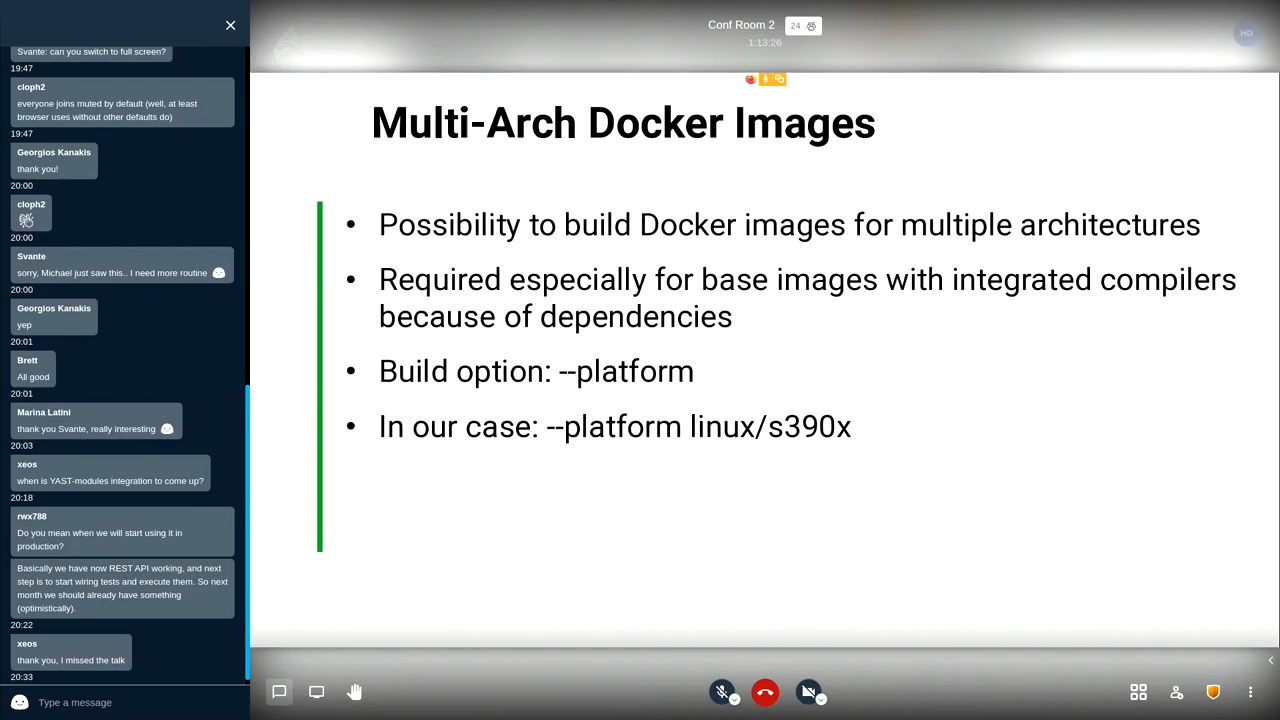 Svante: can you switch to full screen?
19:47
cloph2
everyone joins muted by default (well, at least
browser uses without other defaults do)
19:47
Georgios Kanakis
thank you!
20:00
cloph2
20:00
Svante
sorry, Michael just saw this.. I need more routine
20:00
Georgios Kanakis
yep
20:01
Brett
All good
20:01
Marina Latini
thank you Svante, really interesting
20:03
xeos
when is YAST-modules integration to come up?
20:18
rwx788
Do you mean when we will start using it in
production?
Basically we have now REST API working, and next
step is to start wiring tests and execute them. So next
month we should already have something
(optimistically).
20:22
xeos
thank you, I missed the talk
20:33
Type a message
Conf Room 2
24
1:13:26
HD
Multi-Arch Docker Images
• Possibility to build Docker images for multiple architectures
• Required especially for base images with integrated compilers
because of dependencies
• Build option: --platform
• In our case: --platform linux/s390x